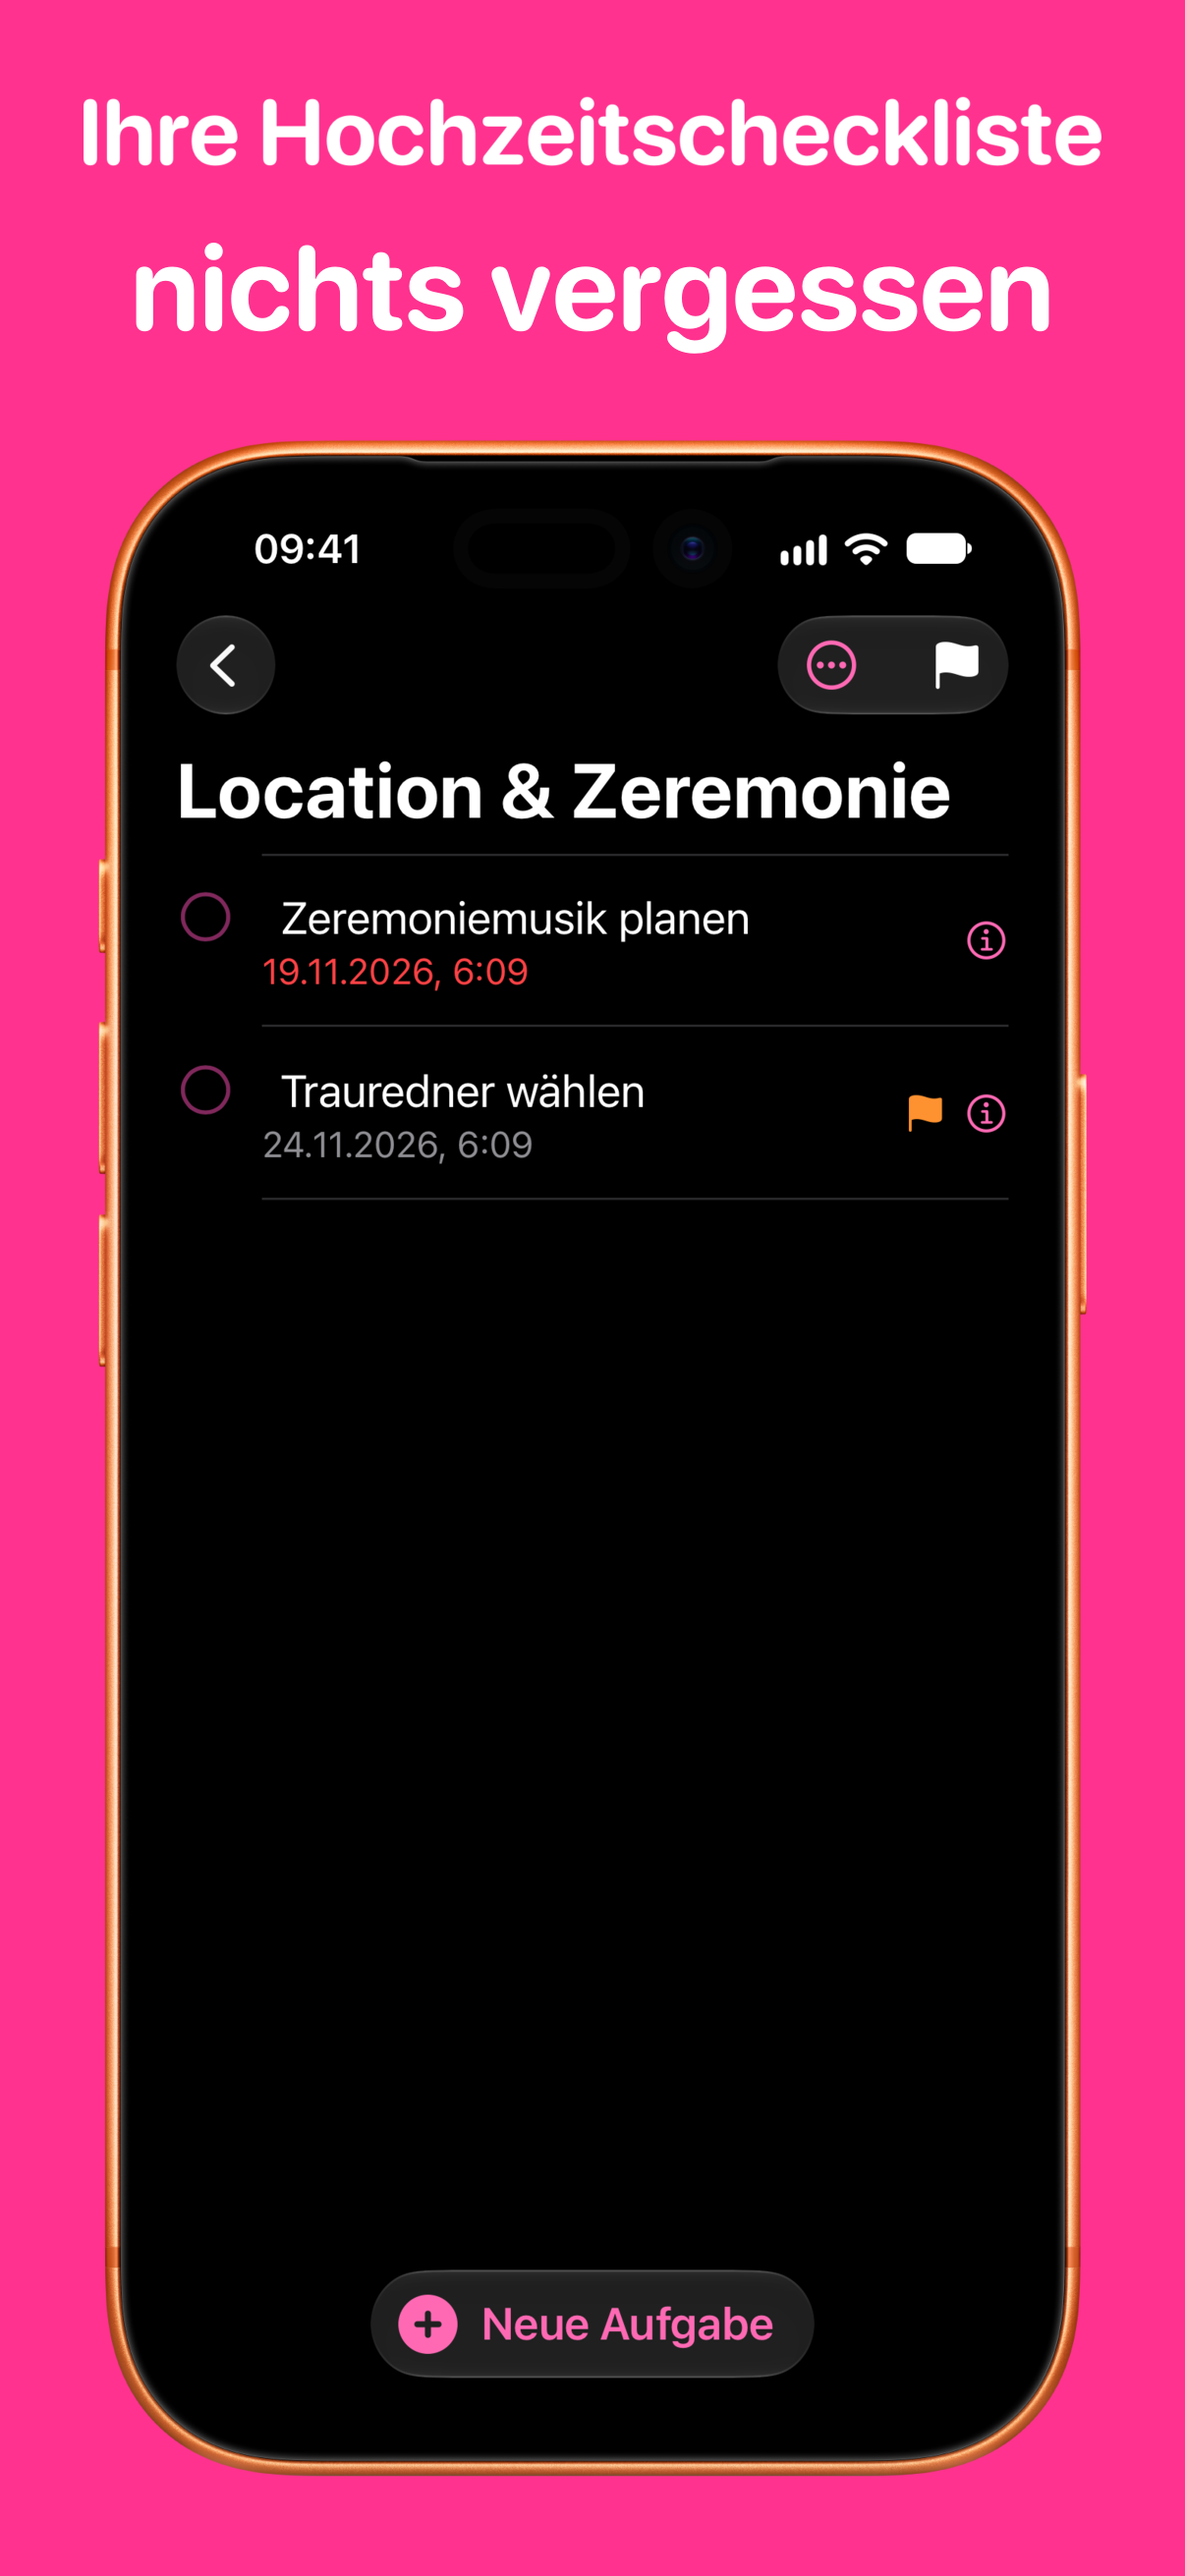 Ihre Hochzeitscheckliste
nichts vergessen
09:41
Location & Zeremonie
Zeremoniemusik planen
19.11.2026, 6:09
Trauredner wählen
24.11.2026, 6:09
Neue Aufgabe